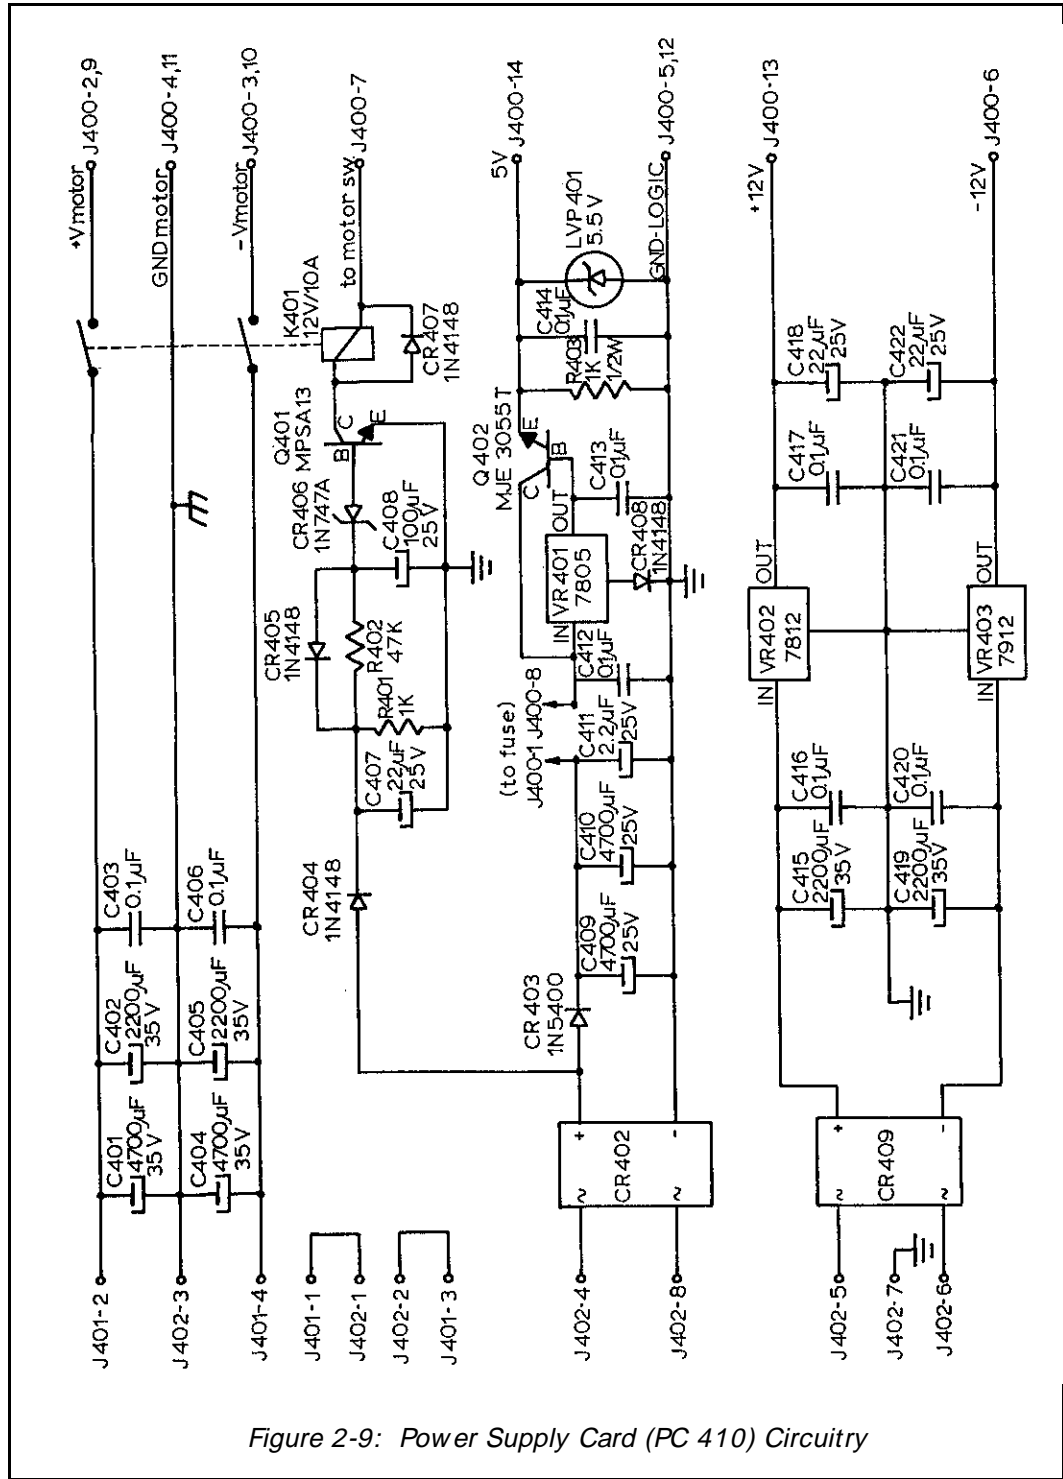 J401-2
C401
4700µF
35V
C402
2200µF
35V
C403
0.1µF
+Vmotor
J400-2,9
J402-3
C404
4700µF
35V
C405
2200µF
35V
C406
0.1µF
GNDmotor
J400-4,11
J401-4
-Vmotor
J400-3,10
J401-1
J402-1
J402-2
J401-3
CR404
1N4148
C407
22µF
25V
R401
1K
CR405
1N4148
R402
47K
CR406
1N747A
C408
100µF
25V
Q401
MPSA13
B
C
E
K401
12V/10A
CR407
1N4148
to motor sw.
J400-7
J402-4
J402-8
~
~
+
-
CR402
CR403
1N5400
C409
4700µF
25V
C410
4700µF
25V
(to fuse)
J400-1
J400-8
C411
2.2µF
25V
C412
0.1µF
IN
OUT
VR401
7805
CR408
1N4148
C413
0.1µF
Q402
MJE 3055T
C
B
E
R403
1K
1/2W
C414
0.1µF
LVP401
5.5V
5V
J400-14
GND-LOGIC
J400-5,12
J402-5
J402-7
J402-6
~
~
+
-
CR409
C415
2200µF
35V
C416
0.1µF
C419
2200µF
35V
C420
0.1µF
IN
OUT
VR402
7812
IN
OUT
VR403
7912
C417
0.1µF
C418
22µF
25V
C421
0.1µF
C422
22µF
25V
+12V
J400-13
-12V
J400-6
Figure 2-9: Power Supply Card (PC 410) Circuitry